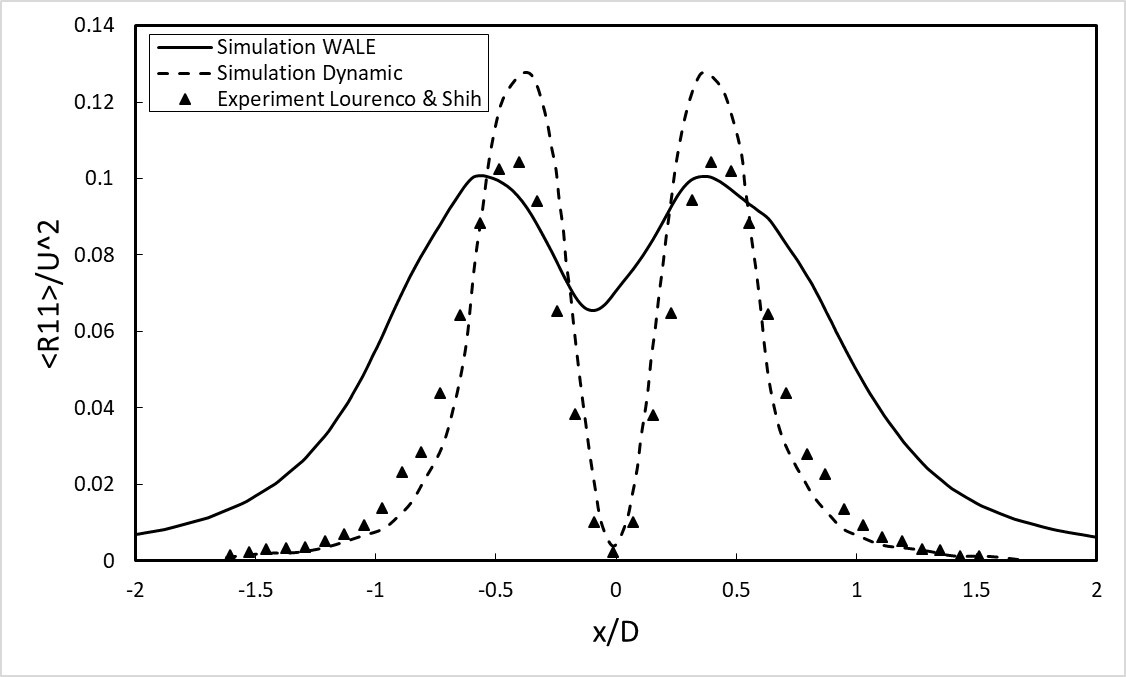 0.14
0.12
0.1
0.08
0.06
0.04
0.02
0
<R11>/U^2
Simulation WALE
Simulation Dynamic
Experiment Lourenco & Shih
-2 -1.5 -1 -0.5 0 0.5 1 1.5 2
x/D